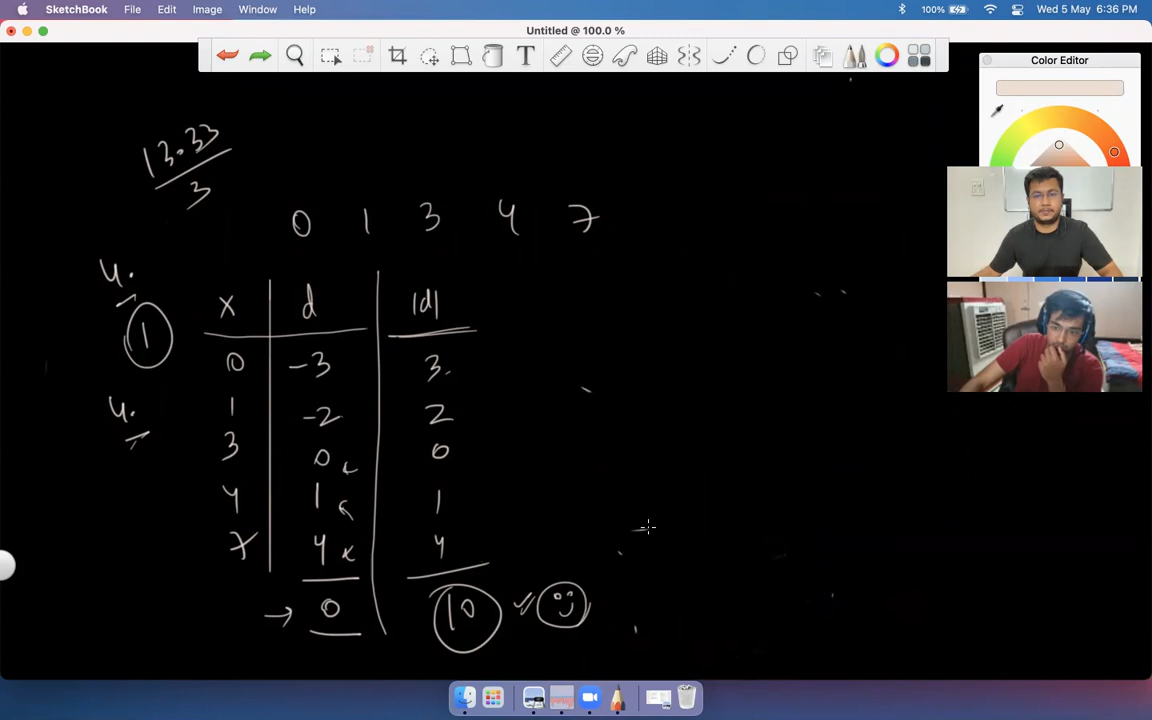 SketchBook File Edit Image Window Help 100% Wed 5 May 6:36 PM
Untitled @ 100.0 %
T
Color Editor
13.33
3
0 1 3 4 7
4.
1
4.
x d |d|
0 -3 3.
1 -2 2
3 0 0
4 1 1
7 4 4
→ 0 10